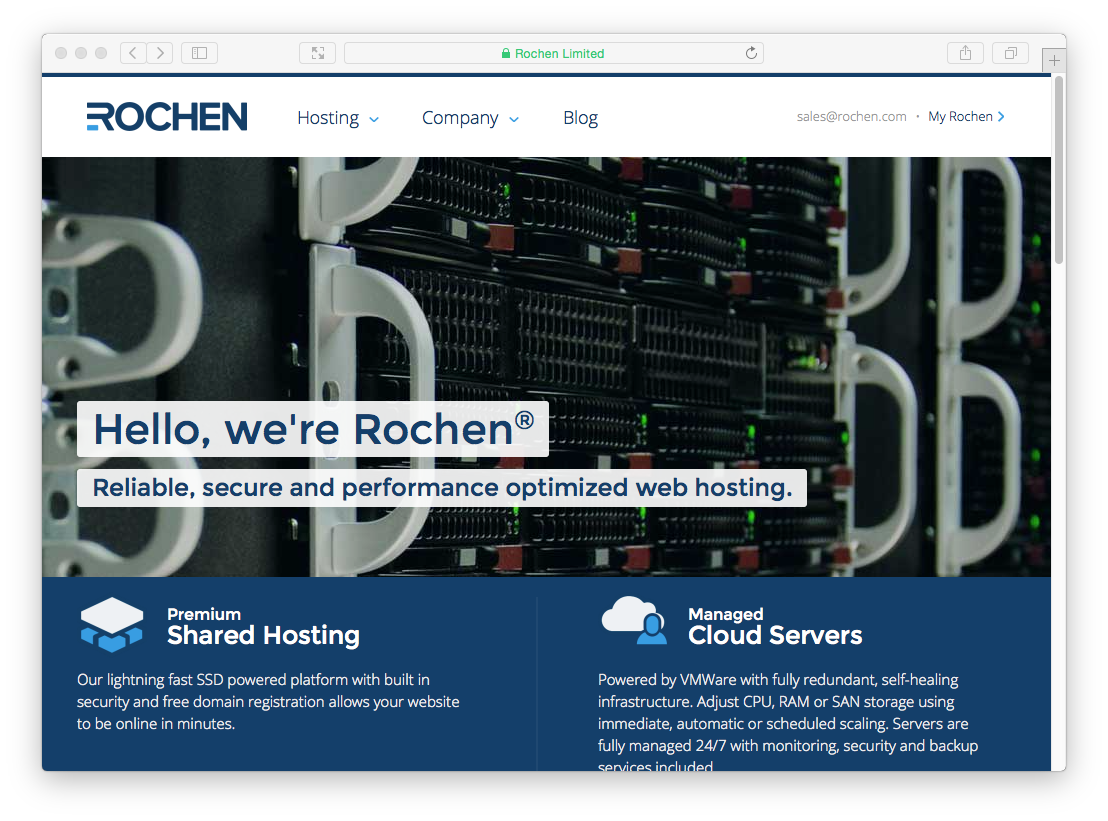 Rochen Limited
ROCHEN
Hosting
Company
Blog
sales@rochen.com • My Rochen
Hello, we're Rochen®
Reliable, secure and performance optimized web hosting.
Premium
Shared Hosting
Our lightning fast SSD powered platform with built in
security and free domain registration allows your website
to be online in minutes.
Managed
Cloud Servers
Powered by VMWare with fully redundant, self-healing
infrastructure. Adjust CPU, RAM or SAN storage using
immediate, automatic or scheduled scaling. Servers are
fully managed 24/7 with monitoring, security and backup
services included